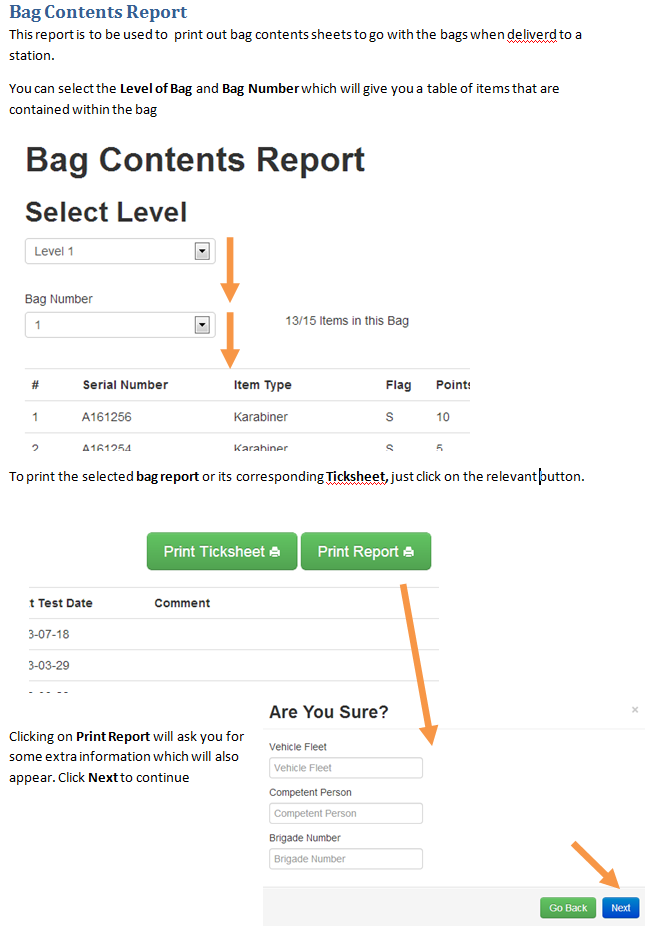 Bag Contents Report
This report is to be used to print out bag contents sheets to go with the bags when deliverd to a
station.
You can select the Level of Bag and Bag Number which will give you a table of items that are
contained within the bag
Bag Contents Report
Select Level
Level 1
Bag Number
1
13/15 Items in this Bag
# Serial Number Item Type Flag Points
1 A161256 Karabiner S 10
2 A161254 Karabiner S 5
To print the selected bag report or its corresponding Ticksheet, just click on the relevant button.
Print Ticksheet Print Report
t Test Date Comment
3-07-18
3-03-29
Are You Sure?
×
Clicking on Print Report will ask you for
some extra information which will also
appear. Click Next to continue
Vehicle Fleet
Vehicle Fleet
Competent Person
Competent Person
Brigade Number
Brigade Number
Go Back Next